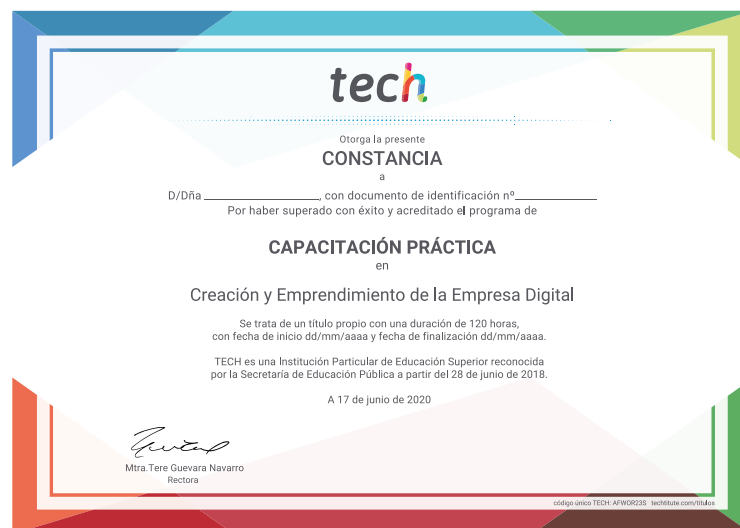 tech
Otorga la presente
CONSTANCIA
a
D/Dña ____________________, con documento de identificación nº______________
Por haber superado con éxito y acreditado el programa de
CAPACITACIÓN PRÁCTICA
en
Creación y Emprendimiento de la Empresa Digital
Se trata de un título propio con una duración de 120 horas,
con fecha de inicio dd/mm/aaaa y fecha de finalización dd/mm/aaaa.
TECH es una Institución Particular de Educación Superior reconocida
por la Secretaría de Educación Pública a partir del 28 de junio de 2018.
A 17 de junio de 2020
Mtra.Tere Guevara Navarro
Rectora
código único TECH: AFWOR23S techtitute.com/titulos